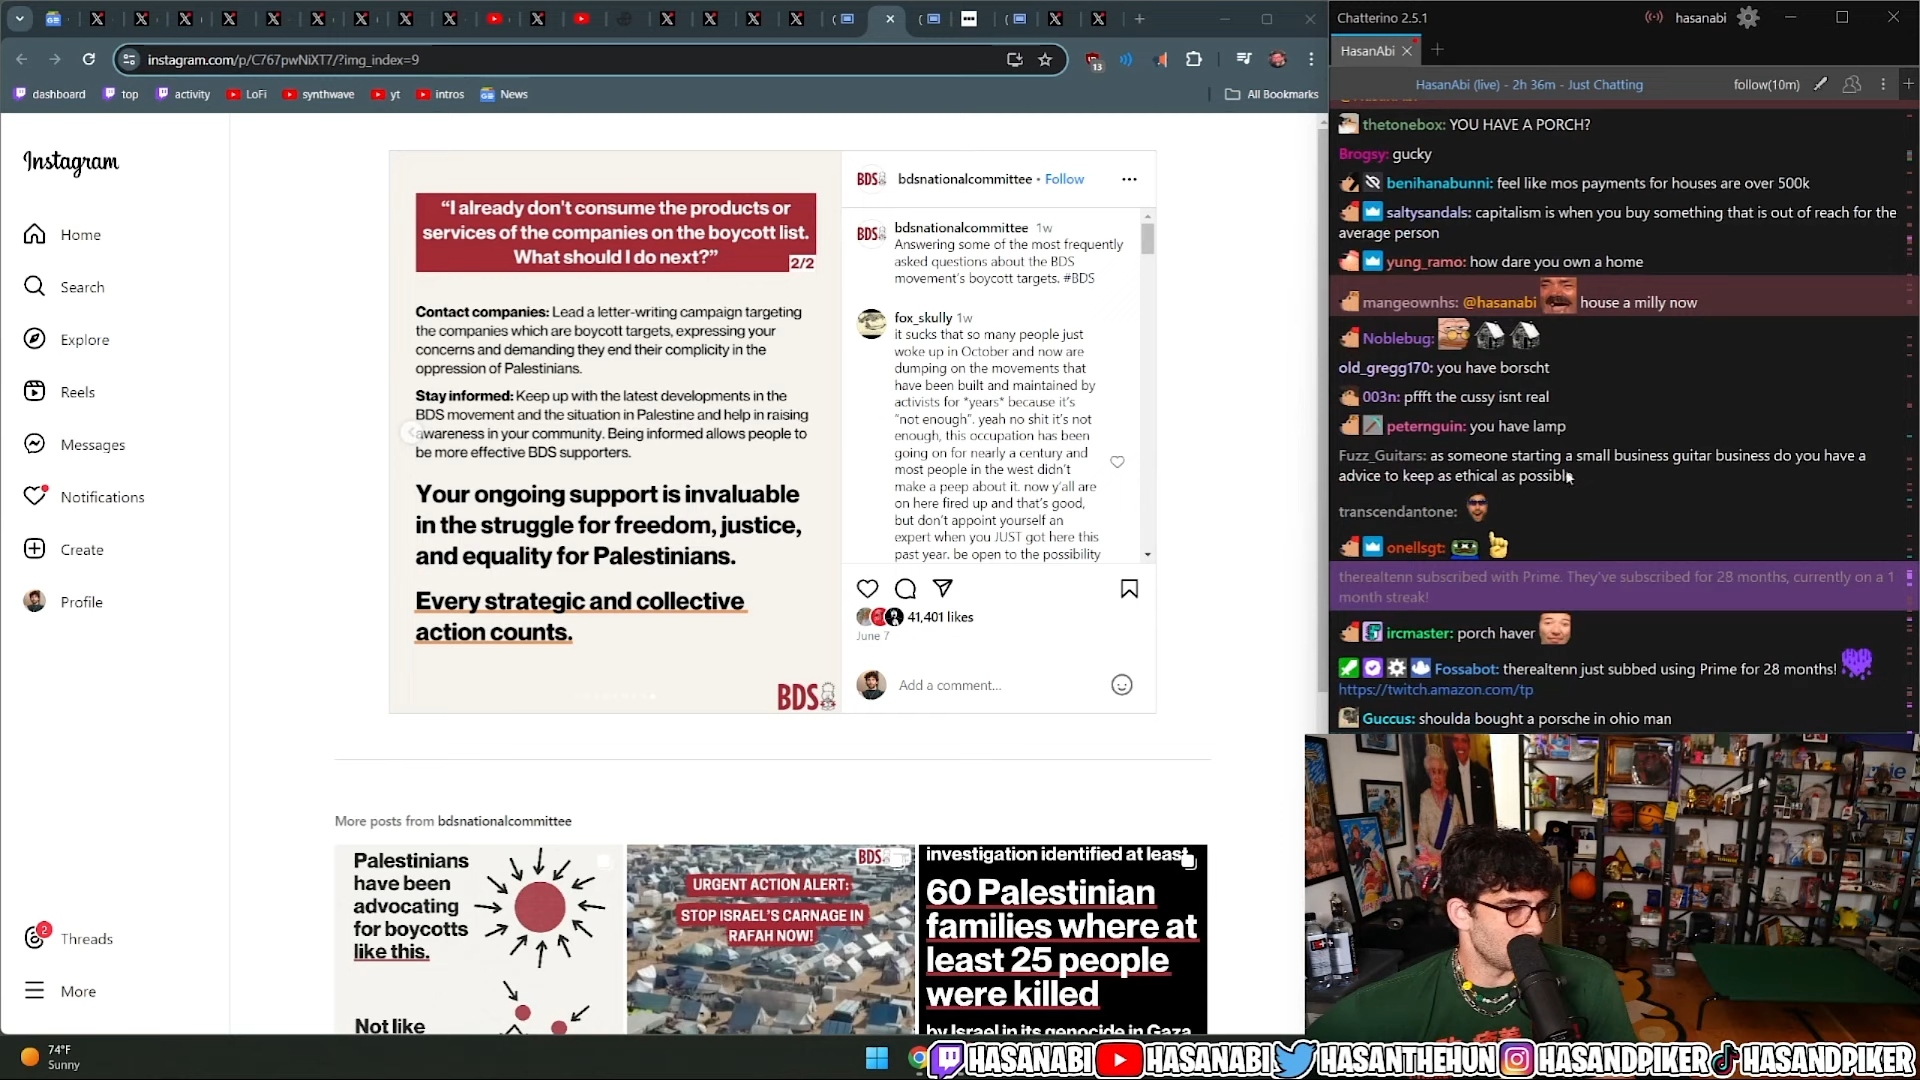 instagram.com/p/C767pwNiXT7/?img_index=9
13
dashboard
top
activity
LoFi
synthwave
yt
intros
News
All Bookmarks
Instagram
Home
Search
Explore
Reels
Messages
Notifications
Create
Profile
2
Threads
More
“I already don't consume the products or
services of the companies on the boycott list.
What should I do next?”
2/2
Contact companies: Lead a letter-writing campaign targeting
the companies which are boycott targets, expressing your
concerns and demanding they end their complicity in the
oppression of Palestinians.
Stay informed: Keep up with the latest developments in the
BDS movement and the situation in Palestine and help in raising
awareness in your community. Being informed allows people to
be more effective BDS supporters.
Your ongoing support is invaluable
in the struggle for freedom, justice,
and equality for Palestinians.
Every strategic and collective
action counts.
BDS
BDS
bdsnationalcommittee • Follow
BDS
bdsnationalcommittee 1w
Answering some of the most frequently
asked questions about the BDS
movement's boycott targets. #BDS
fox_skully 1w
it sucks that so many people just
woke up in October and now are
dumping on the movements that
have been built and maintained by
activists for *years* because it's
"not enough". yeah no shit it's not
enough, this occupation has been
going on for nearly a century and
most people in the west didn't
make a peep about it. now y'all are
on here fired up and that's good,
but don't appoint yourself an
expert when you JUST got here this
past year. be open to the possibility
41,401 likes
June 7
Add a comment...
More posts from bdsnationalcommittee
Palestinians
have been
advocating
for boycotts
like this.
Not like
BDS
URGENT ACTION ALERT:
STOP ISRAEL'S CARNAGE IN
RAFAH NOW!
investigation identified at least
60 Palestinian
families where at
least 25 people
were killed
by Israel in its genocide in Gaza
Chatterino 2.5.1
hasanabi
HasanAbi
HasanAbi (live) - 2h 36m - Just Chatting
follow(10m)
thetonebox: YOU HAVE A PORCH?
Brogsy: gucky
benihanabunni: feel like mos payments for houses are over 500k
saltysandals: capitalism is when you buy something that is out of reach for the
average person
yung_ramo: how dare you own a home
mangeownhs: @hasanabi house a milly now
Noblebug:
old_gregg170: you have borscht
003n: pffft the cussy isnt real
peternguin: you have lamp
Fuzz_Guitars: as someone starting a small business guitar business do you have a
advice to keep as ethical as possible
transcendantone:
onellsgt:
therealtenn subscribed with Prime. They've subscribed for 28 months, currently on a 1
month streak!
ircmaster: porch haver
Fossabot: therealtenn just subbed using Prime for 28 months!
https://twitch.amazon.com/tp
Guccus: shoulda bought a porsche in ohio man
74°F
Sunny
HASANABI
HASANABI
HASANTHEHUN
HASANDPIKER
HASANDPIKER